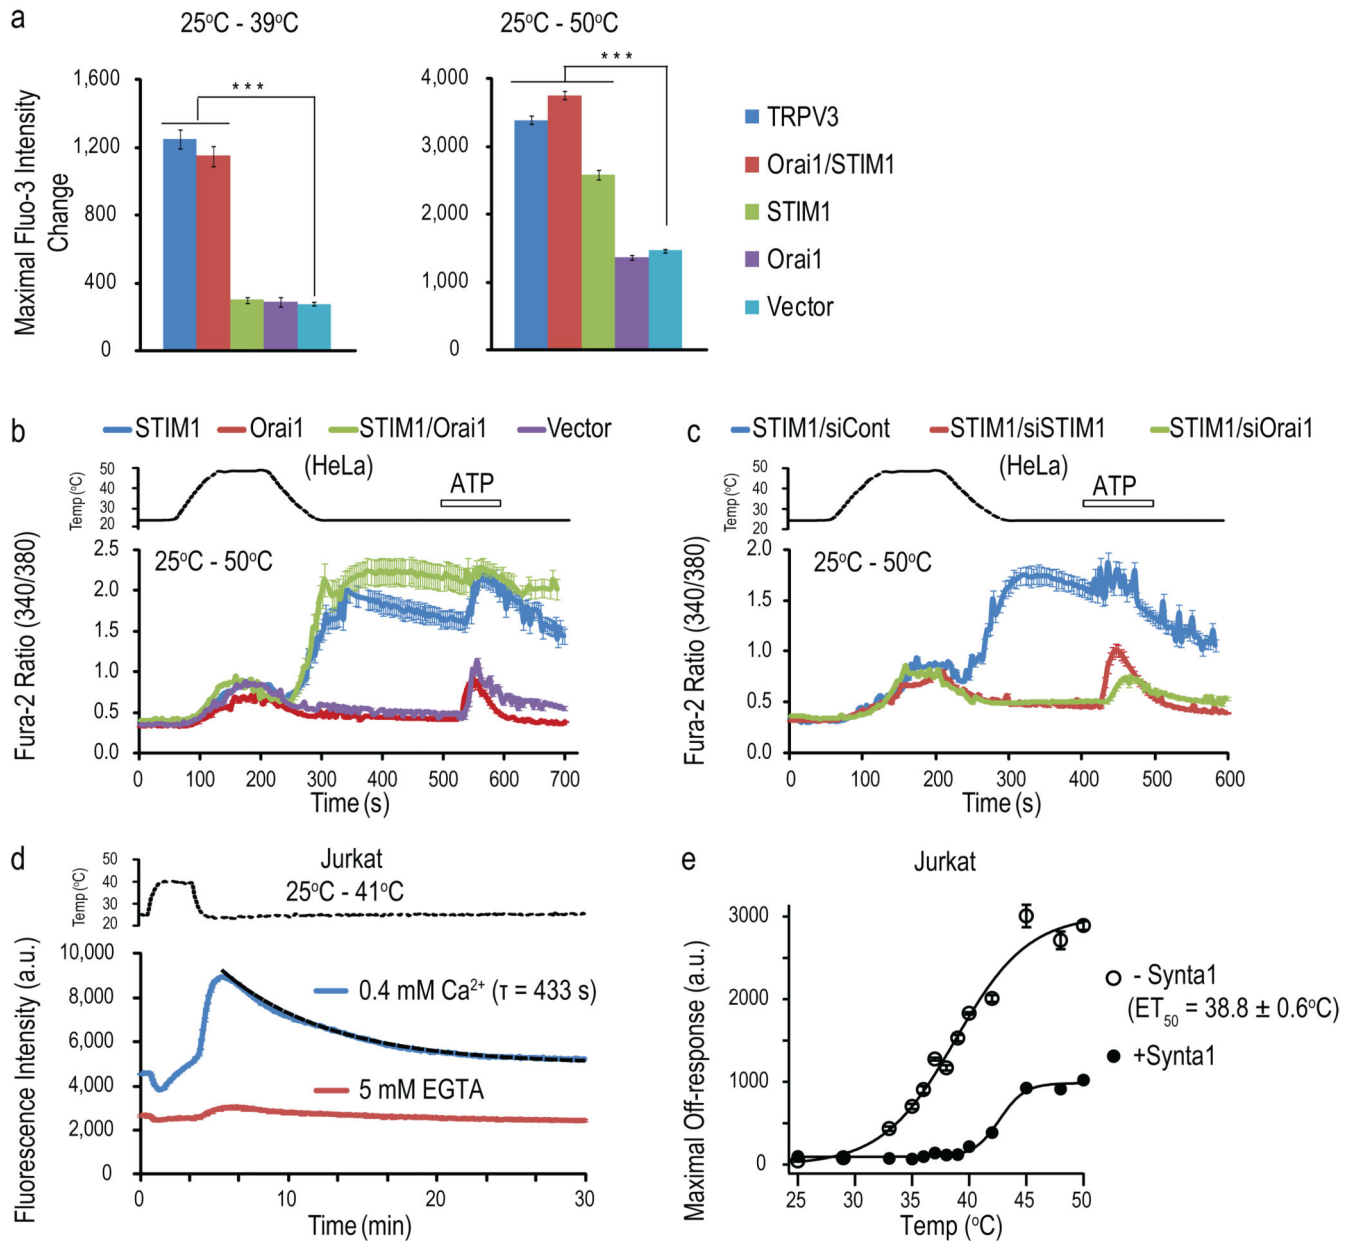 a
25°C - 39°C
25°C - 50°C
Maximal Fluo-3 Intensity
Change
1,600
1,200
800
400
0
***
4,000
3,000
2,000
1,000
0
***
TRPV3
Orai1/STIM1
STIM1
Orai1
Vector
b
STIM1
Orai1
STIM1/Orai1
Vector
(HeLa)
Temp (°C)
50
40
30
20
ATP
25°C - 50°C
Fura-2 Ratio (340/380)
2.5
2.0
1.5
1.0
0.5
0.0
0
100
200
300
400
500
600
700
Time (s)
c
STIM1/siCont
STIM1/siSTIM1
STIM1/siOrai1
(HeLa)
Temp (°C)
50
40
30
20
ATP
25°C - 50°C
Fura-2 Ratio (340/380)
2.0
1.5
1.0
0.5
0.0
0
100
200
300
400
500
600
Time (s)
d
Jurkat
25°C - 41°C
Temp (°C)
50
40
30
20
Fluorescence Intensity (a.u.)
10,000
8,000
6,000
4,000
2,000
0
0.4 mM Ca²⁺ (τ = 433 s)
5 mM EGTA
0
10
20
30
Time (min)
e
Jurkat
Maximal Off-response (a.u.)
3000
2000
1000
0
25
30
35
40
45
50
Temp (°C)
- Synta1
(ET₅₀ = 38.8 ± 0.6°C)
+Synta1